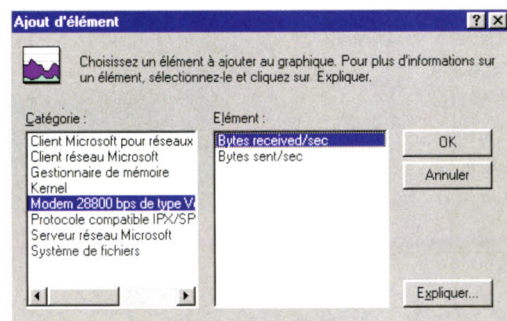 Ajout d'élément
Choisissez un élément à ajouter au graphique. Pour plus d'informations sur
un élément, sélectionnez-le et cliquez sur Expliquer.
Catégorie :
Client Microsoft pour réseaux
Client réseau Microsoft
Gestionnaire de mémoire
Kernel
Modem 28800 bps de type V
Protocole compatible IPX/SP
Serveur réseau Microsoft
Système de fichiers
Elément :
Bytes received/sec
Bytes sent/sec
OK
Annuler
Expliquer...